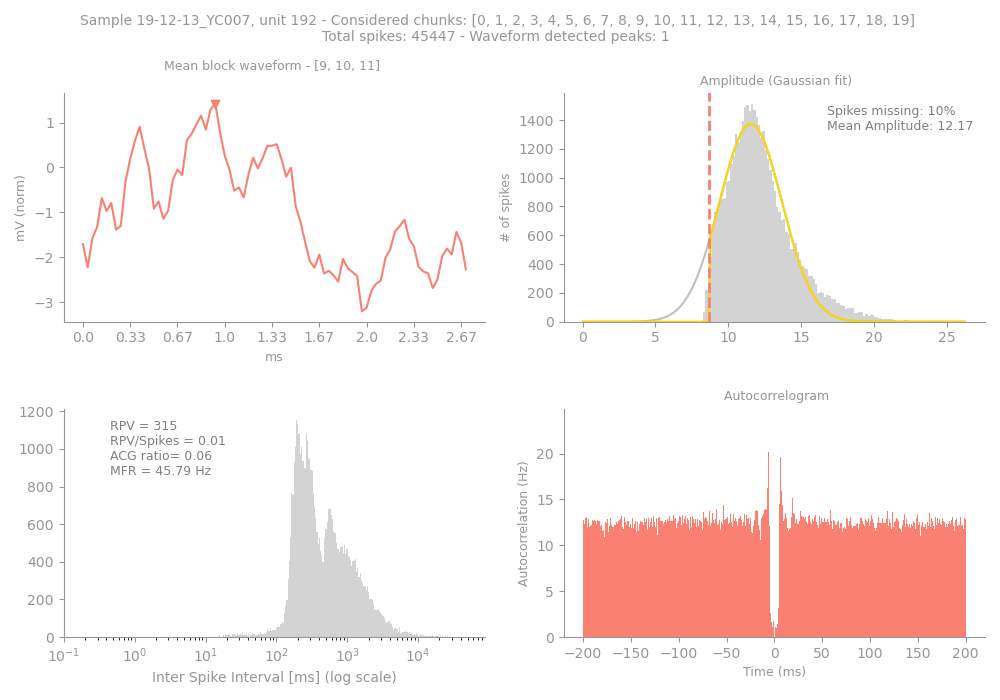 Sample 19-12-13_YC007, unit 192 - Considered chunks: [0, 1, 2, 3, 4, 5, 6, 7, 8, 9, 10, 11, 12, 13, 14, 15, 16, 17, 18, 19]
Total spikes: 45447 - Waveform detected peaks: 1
Mean block waveform - [9, 10, 11]
mV (norm)
1
0
−1
−2
−3
0.0 0.33 0.67 1.0 1.33 1.67 2.0 2.33 2.67
ms
Amplitude (Gaussian fit)
Spikes missing: 10%
Mean Amplitude: 12.17
# of spikes
1400
1200
1000
800
600
400
200
0
0 5 10 15 20 25
RPV = 315
RPV/Spikes = 0.01
ACG ratio= 0.06
MFR = 45.79 Hz
1200
1000
800
600
400
200
0
10⁻¹ 10⁰ 10¹ 10² 10³ 10⁴
Inter Spike Interval [ms] (log scale)
Autocorrelogram
Autocorrelation (Hz)
20
15
10
5
0
−200 −150 −100 −50 0 50 100 150 200
Time (ms)